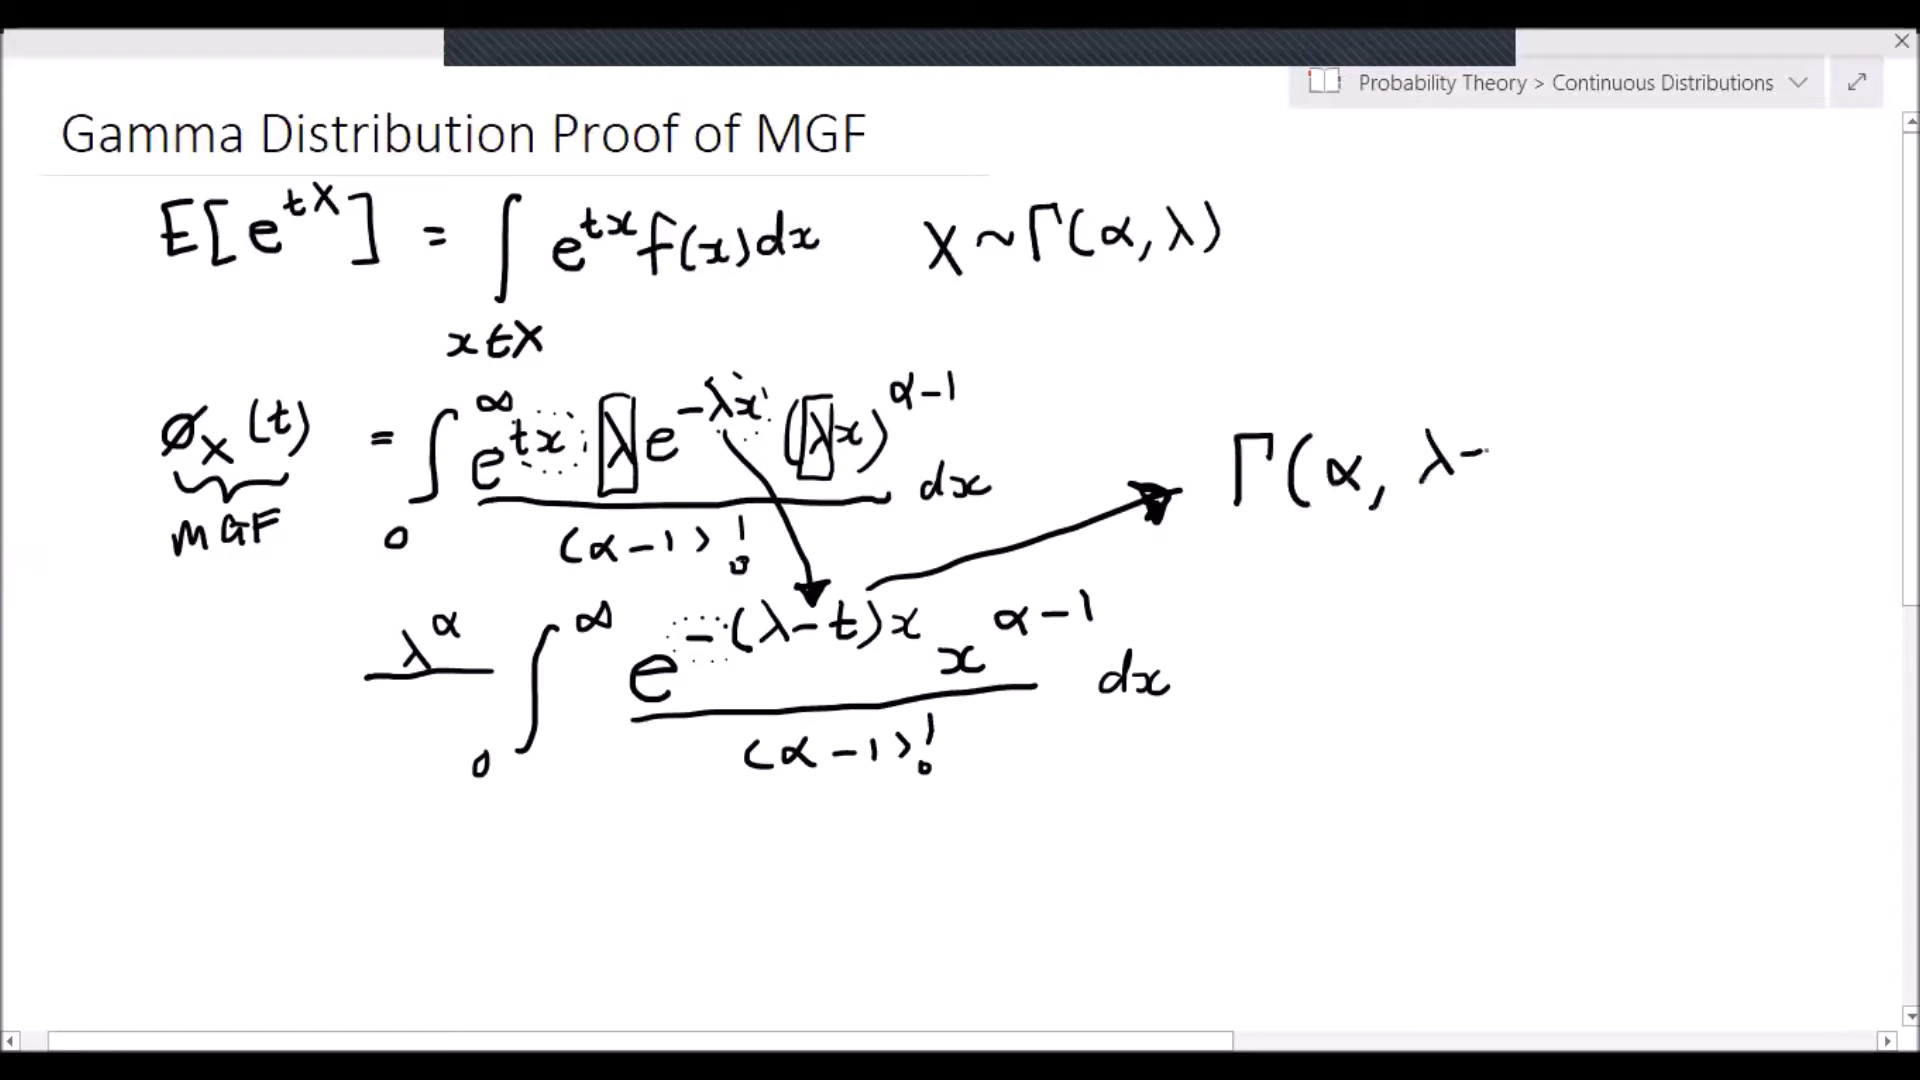 Probability Theory > Continuous Distributions
Gamma Distribution Proof of MGF
E[e^{tX}] = ∫_{x∈X} e^{tx} f(x)dx X~Γ(α, λ)
ø_X(t) = ∫_0^∞ e^{tx} λe^{-λx} (λx)^{α-1} / (α-1)! dx Γ(α, λ-
MGF
λ^α ∫_0^∞ e^{-(λ-t)x} x^{α-1} / (α-1)! dx